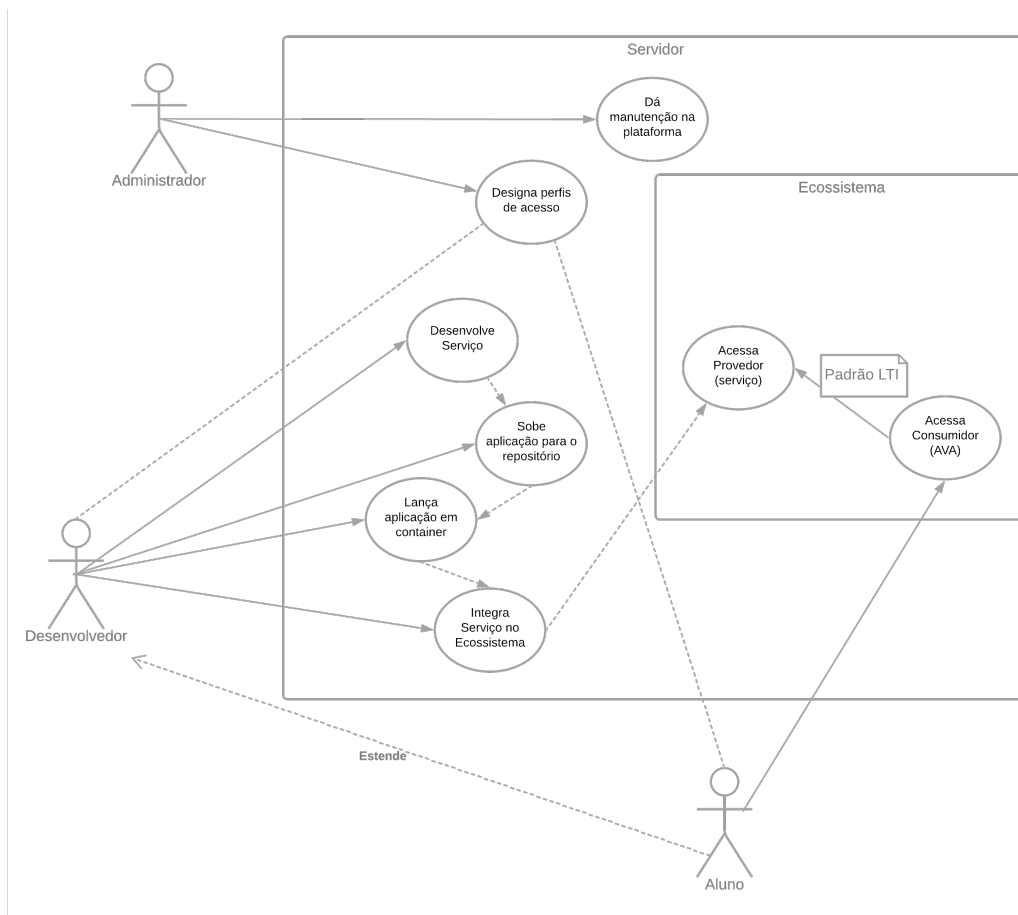 Servidor
Dá
manutenção na
plataforma
Administrador
Ecossistema
Designa perfis
de acesso
Desenvolve
Serviço
Acessa
Provedor
(serviço)
Padrão LTI
Sobe
aplicação para o
repositório
Acessa
Consumidor
(AVA)
Lança
aplicação em
container
Integra
Serviço no
Ecossistema
Desenvolvedor
Estende
Aluno